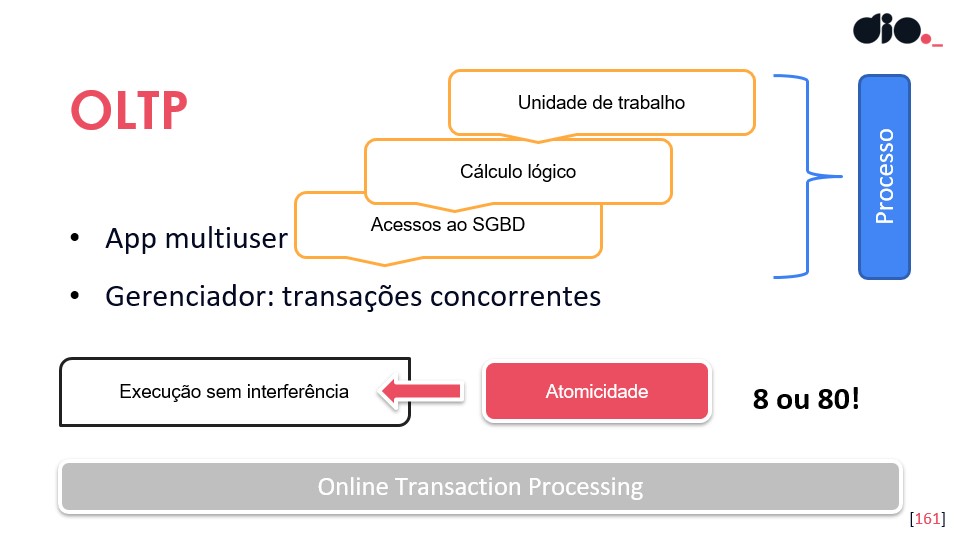 dio._
OLTP
Unidade de trabalho
Cálculo lógico
Acessos ao SGBD
Processo
• App multiuser
• Gerenciador: transações concorrentes
Execução sem interferência
Atomicidade
8 ou 80!
Online Transaction Processing
[161]